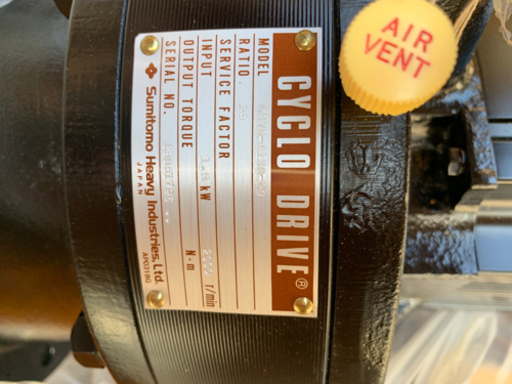 CYCLO DRIVE®
MODEL
RATIO. 29
SERVICE FACTOR
INPUT kW r/min
OUTPUT TORQUE N·m
SERIAL NO.
Sumitomo Heavy Industries, Ltd.
JAPAN
AP0318G
AIR
VENT